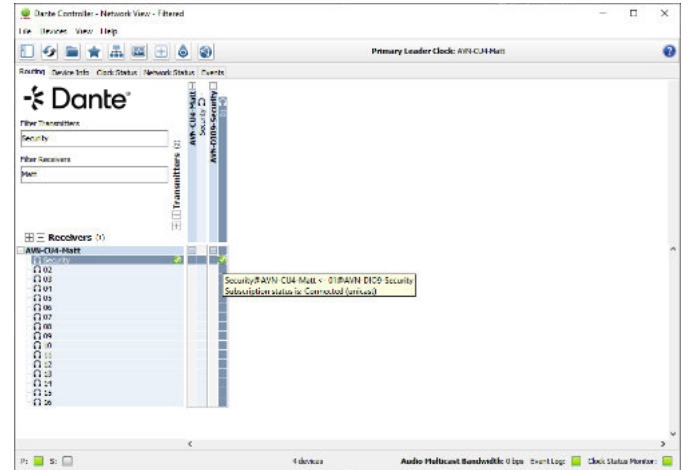 Dante Controller - Network View - Filtered
File Devices View Help
Primary Leader Clock: AVN-CU4-Matt
Routing Device Info Clock Status Network Status Events
Dante
Filter Transmitters
Security
Filter Receivers
Matt
Transmitters (2)
AVN-CU4-Matt
Security
AVN-DIO9-Security
Receivers (1)
AVN-CU4-Matt
Security
02
03
04
05
06
07
08
09
10
11
12
13
14
15
16
Security@AVN-CU4-Matt <- 01@AVN-DIO9-Security
Subscription status is: Connected (unicast)
P: S: 4 devices Audio Multicast Bandwidth: 0 bps Event Log: Clock Status Monitor: